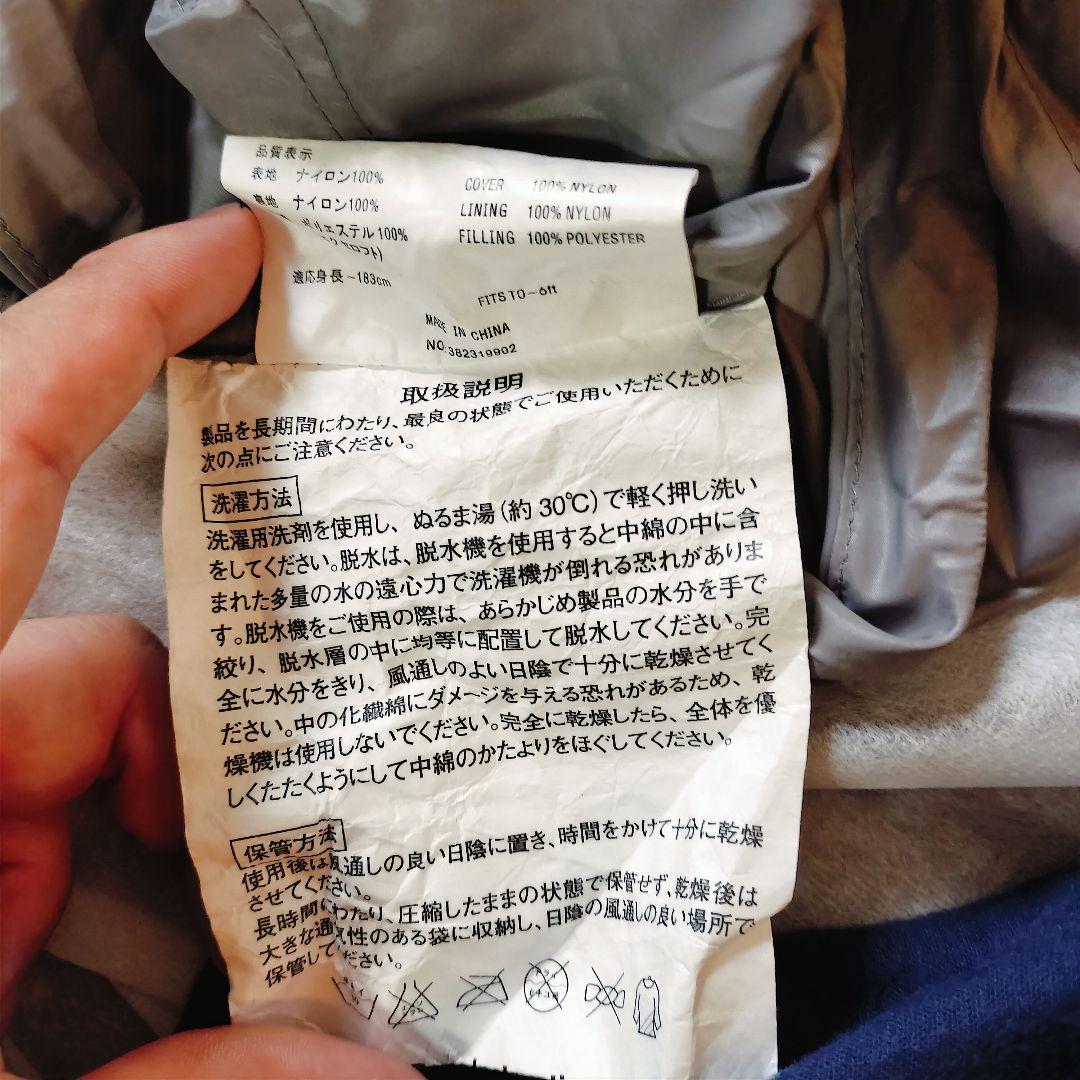 品質表示
表地 ナイロン100%
地 ナイロン100%
ポリエステル100%
ロフト)
適応身長~183cm
COVER 100% NYLON
LINING 100% NYLON
FILLING 100% POLYESTER
FITS TO~6ft
MADE IN CHINA
NO:382319902
取扱説明
製品を長期間にわたり、最良の状態でご使用いただくために
次の点にご注意ください。
洗濯方法
洗濯用洗剤を使用し、ぬるま湯(約30℃)で軽く押し洗い
をしてください。脱水は、脱水機を使用すると中綿の中に含
まれた多量の水の遠心力で洗濯機が倒れる恐れがありま
す。脱水機をご使用の際は、あらかじめ製品の水分を手で
絞り、脱水層の中に均等に配置して脱水してください。完
全に水分をきり、風通しのよい日陰で十分に乾燥させてく
ださい。中の化繊綿にダメージを与える恐れがあるため、乾
燥機は使用しないでください。完全に乾燥したら、全体を優
しくたたくようにして中綿のかたよりをほぐしてください。
保管方法
使用後は風通しの良い日陰に置き、時間をかけて十分に乾燥
させてください。
長時間にわたり、圧縮したままの状態で保管せず、乾燥後は
大きな通気性のある袋に収納し、日陰の風通しの良い場所で
保管してください。